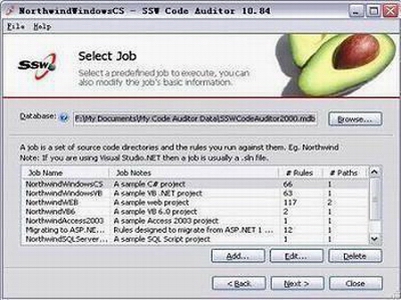 NorthwindWindowsCS - SSW Code Auditor 10.84
File Help
SSW
Select Job
Select a predefined job to execute, you can
also modify the job's basic information.
Database: F:\My Documents\My Code Auditor Data\SSWCodeAuditor2000.mdb Browse...
A job is a set of source code directories and the rules you run against them. Eg. Northwind
Note: If you are using Visual Studio.NET then a job is usually a .sln file.
Job Name Job Notes # Rules # Paths
NorthwindWindowsCS A sample C# project 66 1
NorthwindWindowsVB A sample VB .NET project 63 1
NorthwindWEB A sample web project 117 2
NorthwindVB6 A sample VB 6.0 project 2 1
NorthwindAccess2003 A sample Access 2003 project 1 1
Migrating to ASP.NE... Rules designed to migrate from ASP.NET 1 ... 2 1
NorthwindSQLServer... A sample SQL Script project 1 1
Add... Edit... Delete
< Back Next > Close